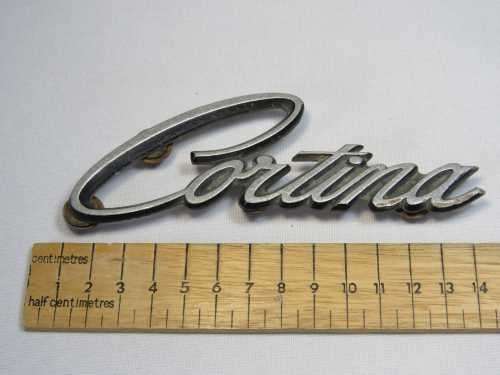 Cortina
centimetres
1 2 3 4 5 6 7 8 9 10 11 12 13 14
half centimetres